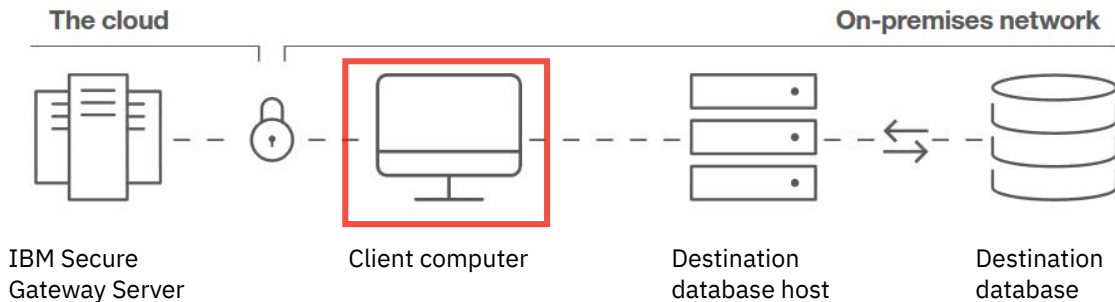 The cloud
On-premises network
IBM Secure
Gateway Server
Client computer
Destination
database host
Destination
database